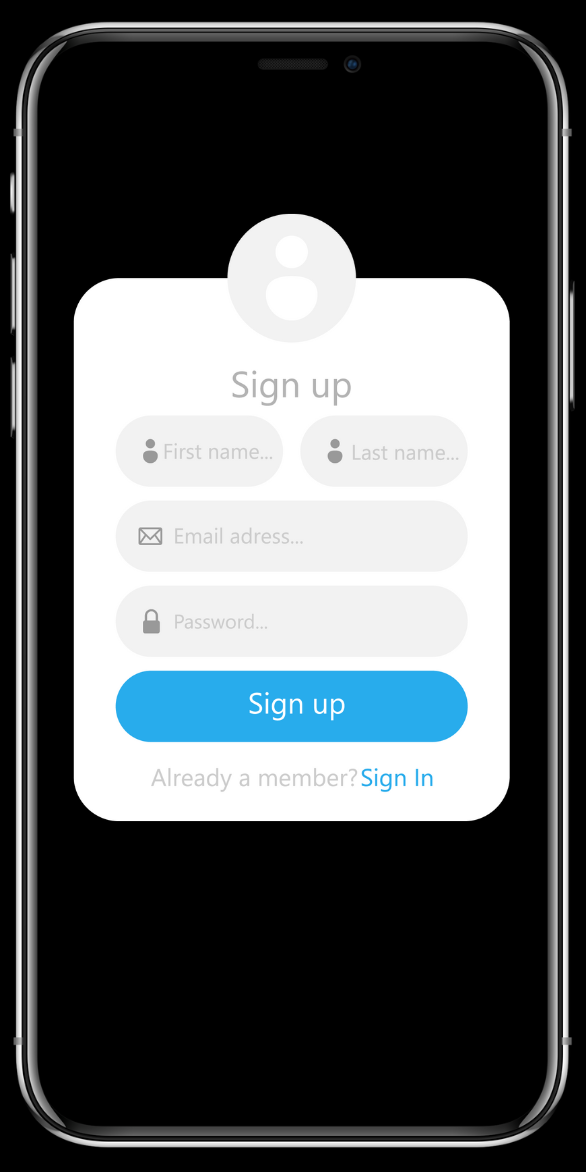 Sign up
First name... Last name...
Email adress...
Password...
Sign up
Already a member? Sign In